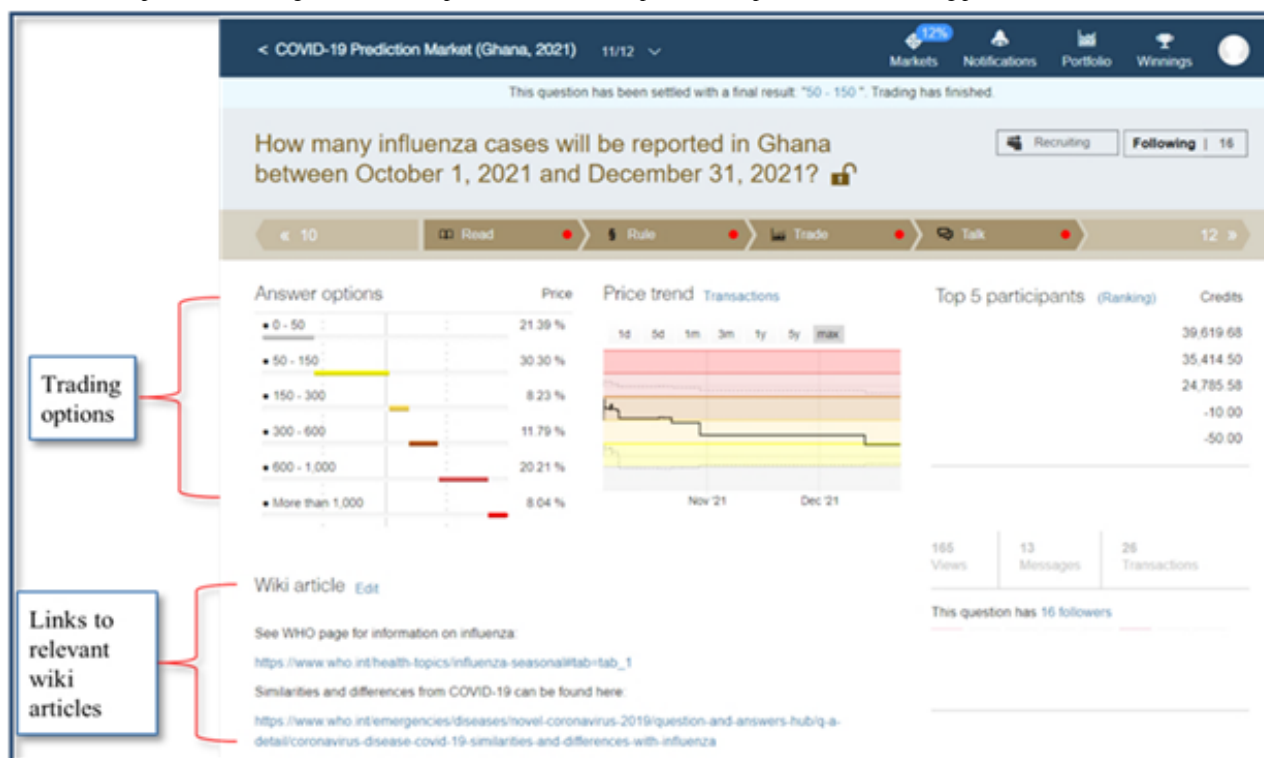 < COVID-19 Prediction Market (Ghana, 2021) 11/12
12%
Markets Notifications Portfolio Winnings
This question has been settled with a final result: "50 - 150 ". Trading has finished.
How many influenza cases will be reported in Ghana
between October 1, 2021 and December 31, 2021?
Recruiting Following | 16
« 10 Read § Rule Trade Talk 12 »
Answer options Price
• 0 - 50 21.39 %
• 50 - 150 30.30 %
• 150 - 300 8.23 %
• 300 - 600 11.79 %
• 600 - 1,000 20.21 %
• More than 1,000 8.04 %
Trading
options
Price trend Transactions
1d 5d 1m 3m 1y 5y max
Nov '21 Dec '21
Top 5 participants (Ranking) Credits
39,619.68
35,414.50
24,785.58
-10.00
-50.00
165 13 26
Views Messages Transactions
This question has 16 followers
Wiki article Edit
See WHO page for information on influenza:
https://www.who.int/health-topics/influenza-seasonal#tab=tab_1
Similarities and differences from COVID-19 can be found here:
https://www.who.int/emergencies/diseases/novel-coronavirus-2019/question-and-answers-hub/q-a-
detail/coronavirus-disease-covid-19-similarities-and-differences-with-influenza
Links to
relevant
wiki
articles